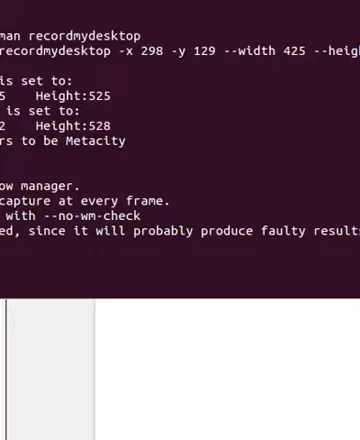 man recordmydesktop
recordmydesktop -x 298 -y 129 --width 425 --heigh
is set to:
5    Height:525
is set to:
2    Height:528
rs to be Metacity
ow manager.
capture at every frame.
with --no-wm-check
ed, since it will probably produce faulty results